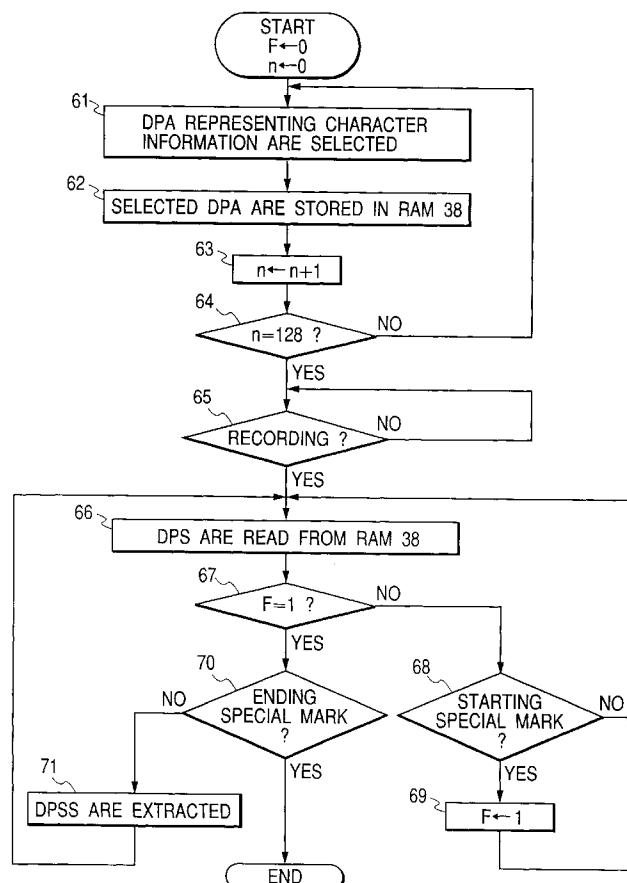 START
F←0
n←0
61
DPA REPRESENTING CHARACTER
INFORMATION ARE SELECTED
62
SELECTED DPA ARE STORED IN RAM 38
63
n←n+1
64
n=128 ?
NO
YES
65
RECORDING ?
NO
YES
66
DPS ARE READ FROM RAM 38
67
F=1 ?
NO
YES
70
NO
ENDING
SPECIAL MARK
?
YES
68
STARTING
SPECIAL MARK
?
NO
YES
71
DPSS ARE EXTRACTED
69
F←1
END